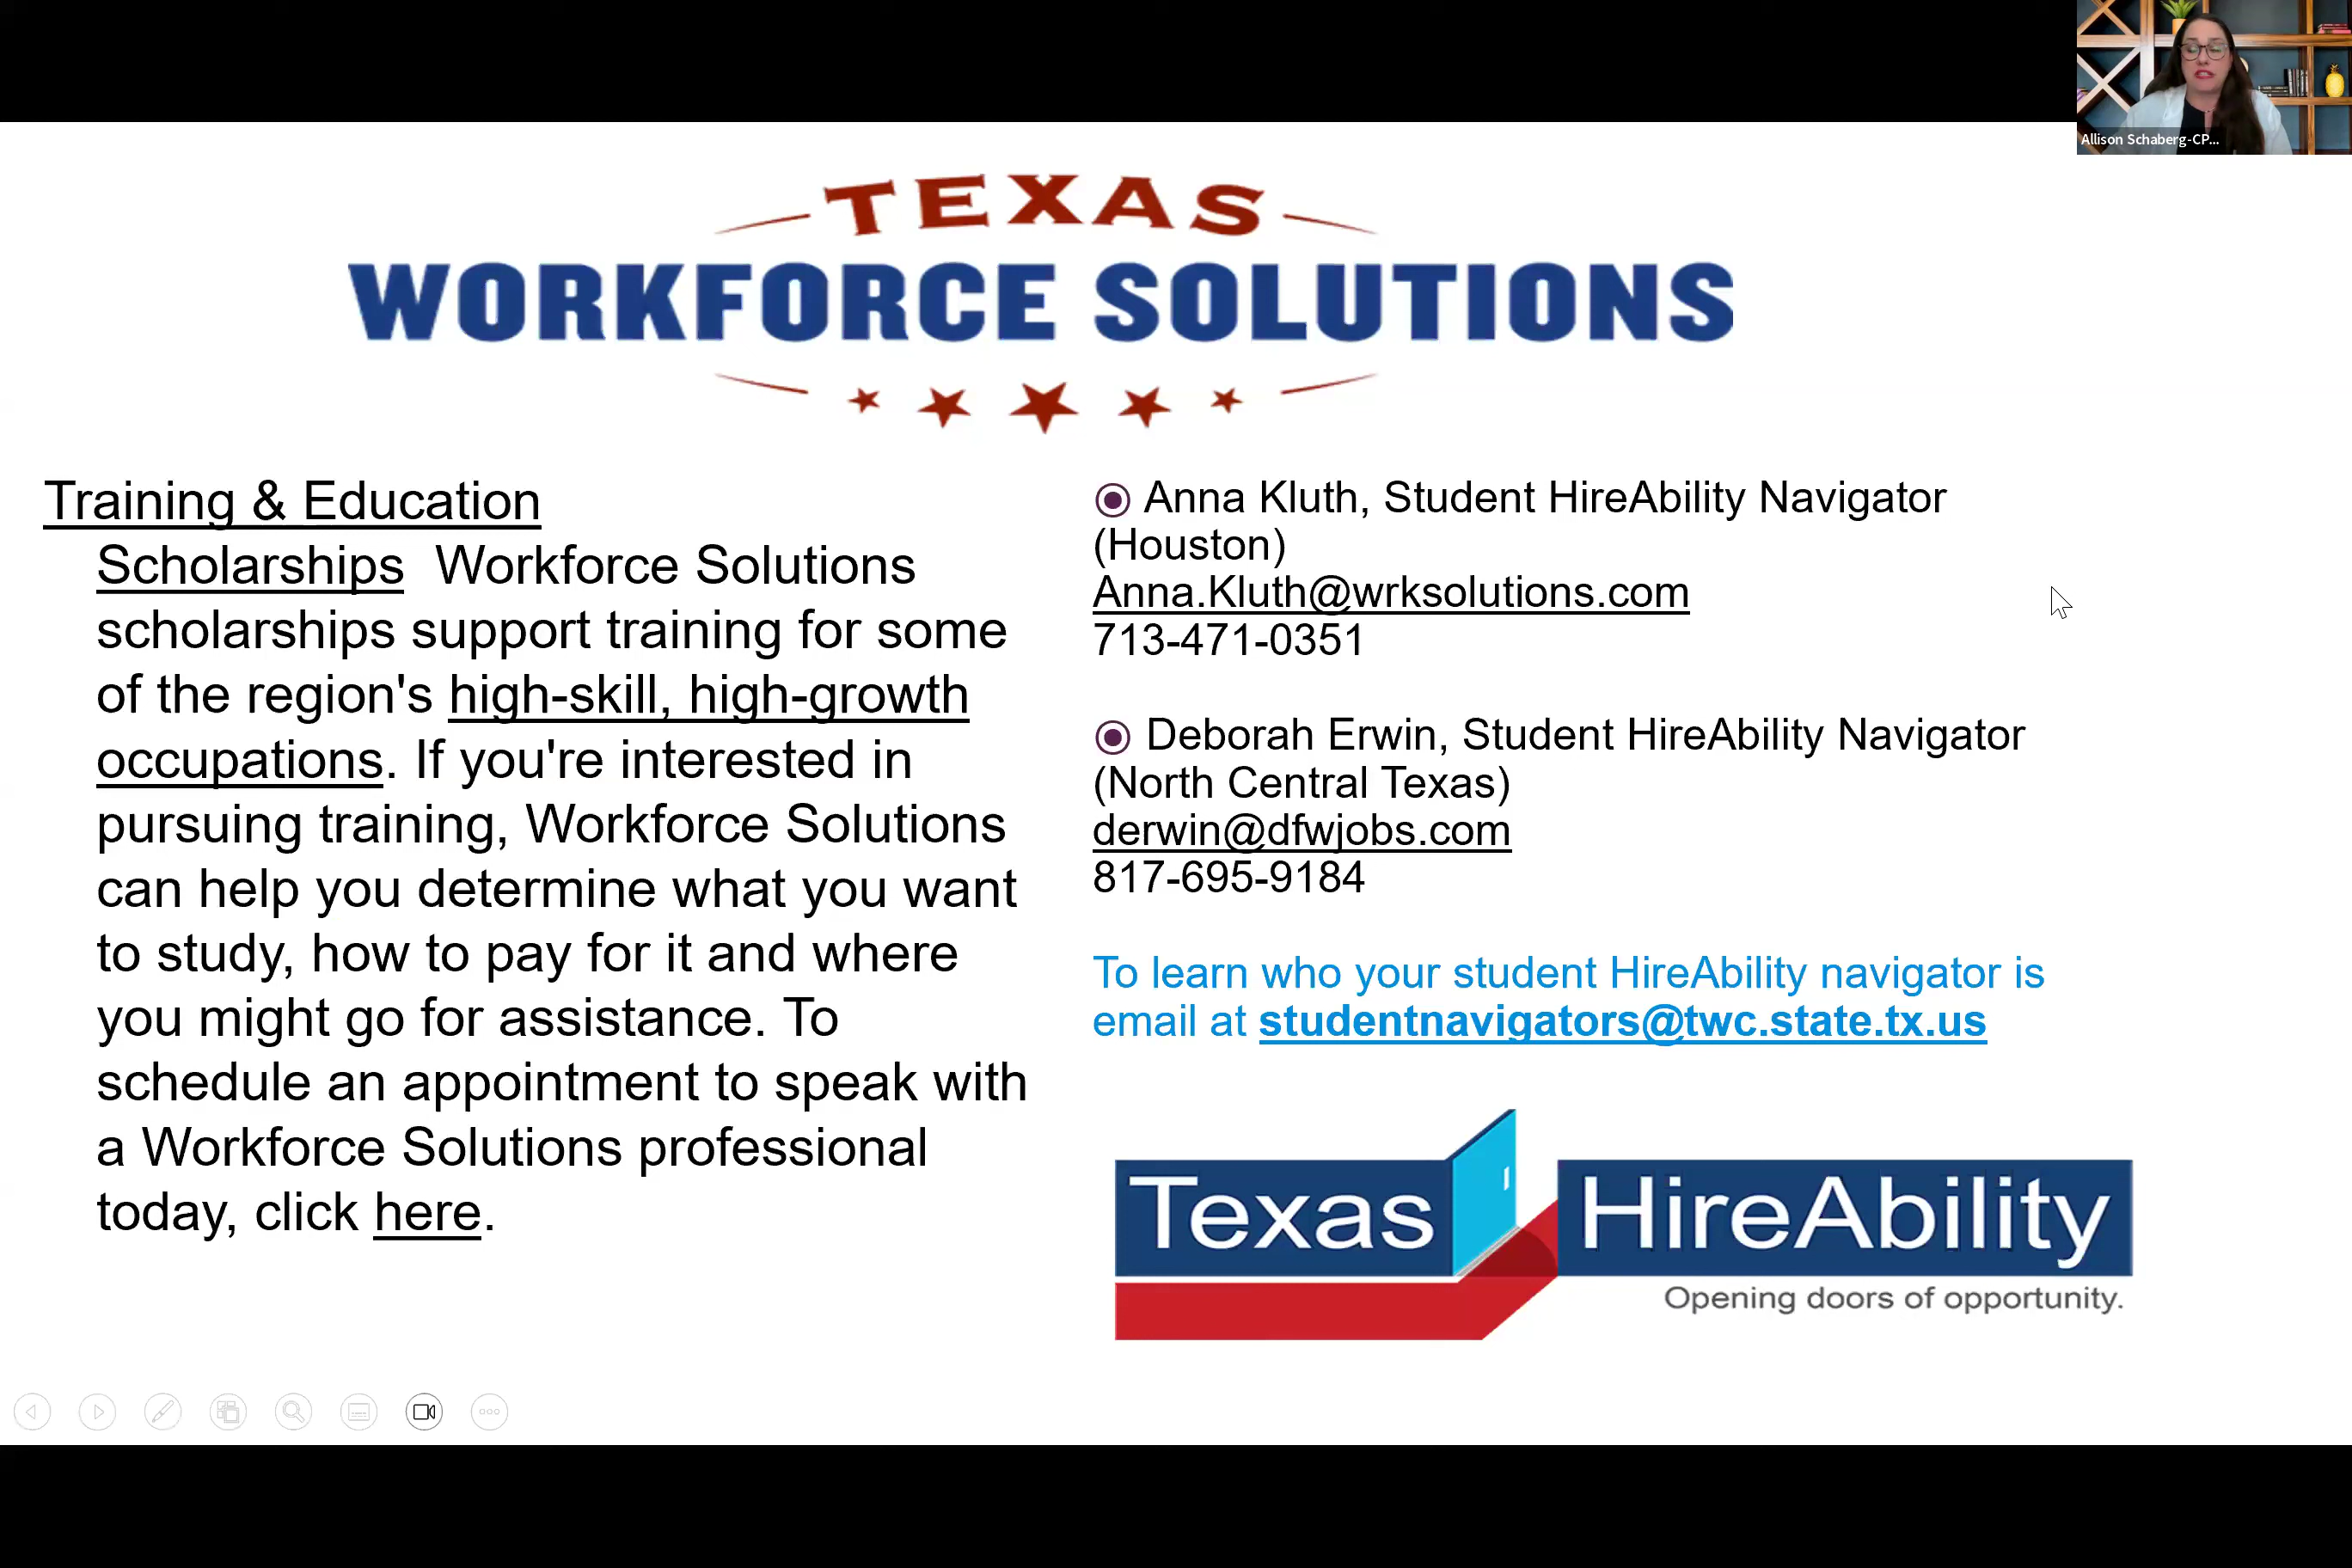 Allison Schaberg-CP...
TEXAS
WORKFORCE SOLUTIONS
Training & Education
Scholarships  Workforce Solutions
scholarships support training for some
of the region's high-skill, high-growth
occupations. If you're interested in
pursuing training, Workforce Solutions
can help you determine what you want
to study, how to pay for it and where
you might go for assistance. To
schedule an appointment to speak with
a Workforce Solutions professional
today, click here.
Anna Kluth, Student HireAbility Navigator
(Houston)
Anna.Kluth@wrksolutions.com
713-471-0351
Deborah Erwin, Student HireAbility Navigator
(North Central Texas)
derwin@dfwjobs.com
817-695-9184
To learn who your student HireAbility navigator is
email at studentnavigators@twc.state.tx.us
Texas HireAbility
Opening doors of opportunity.